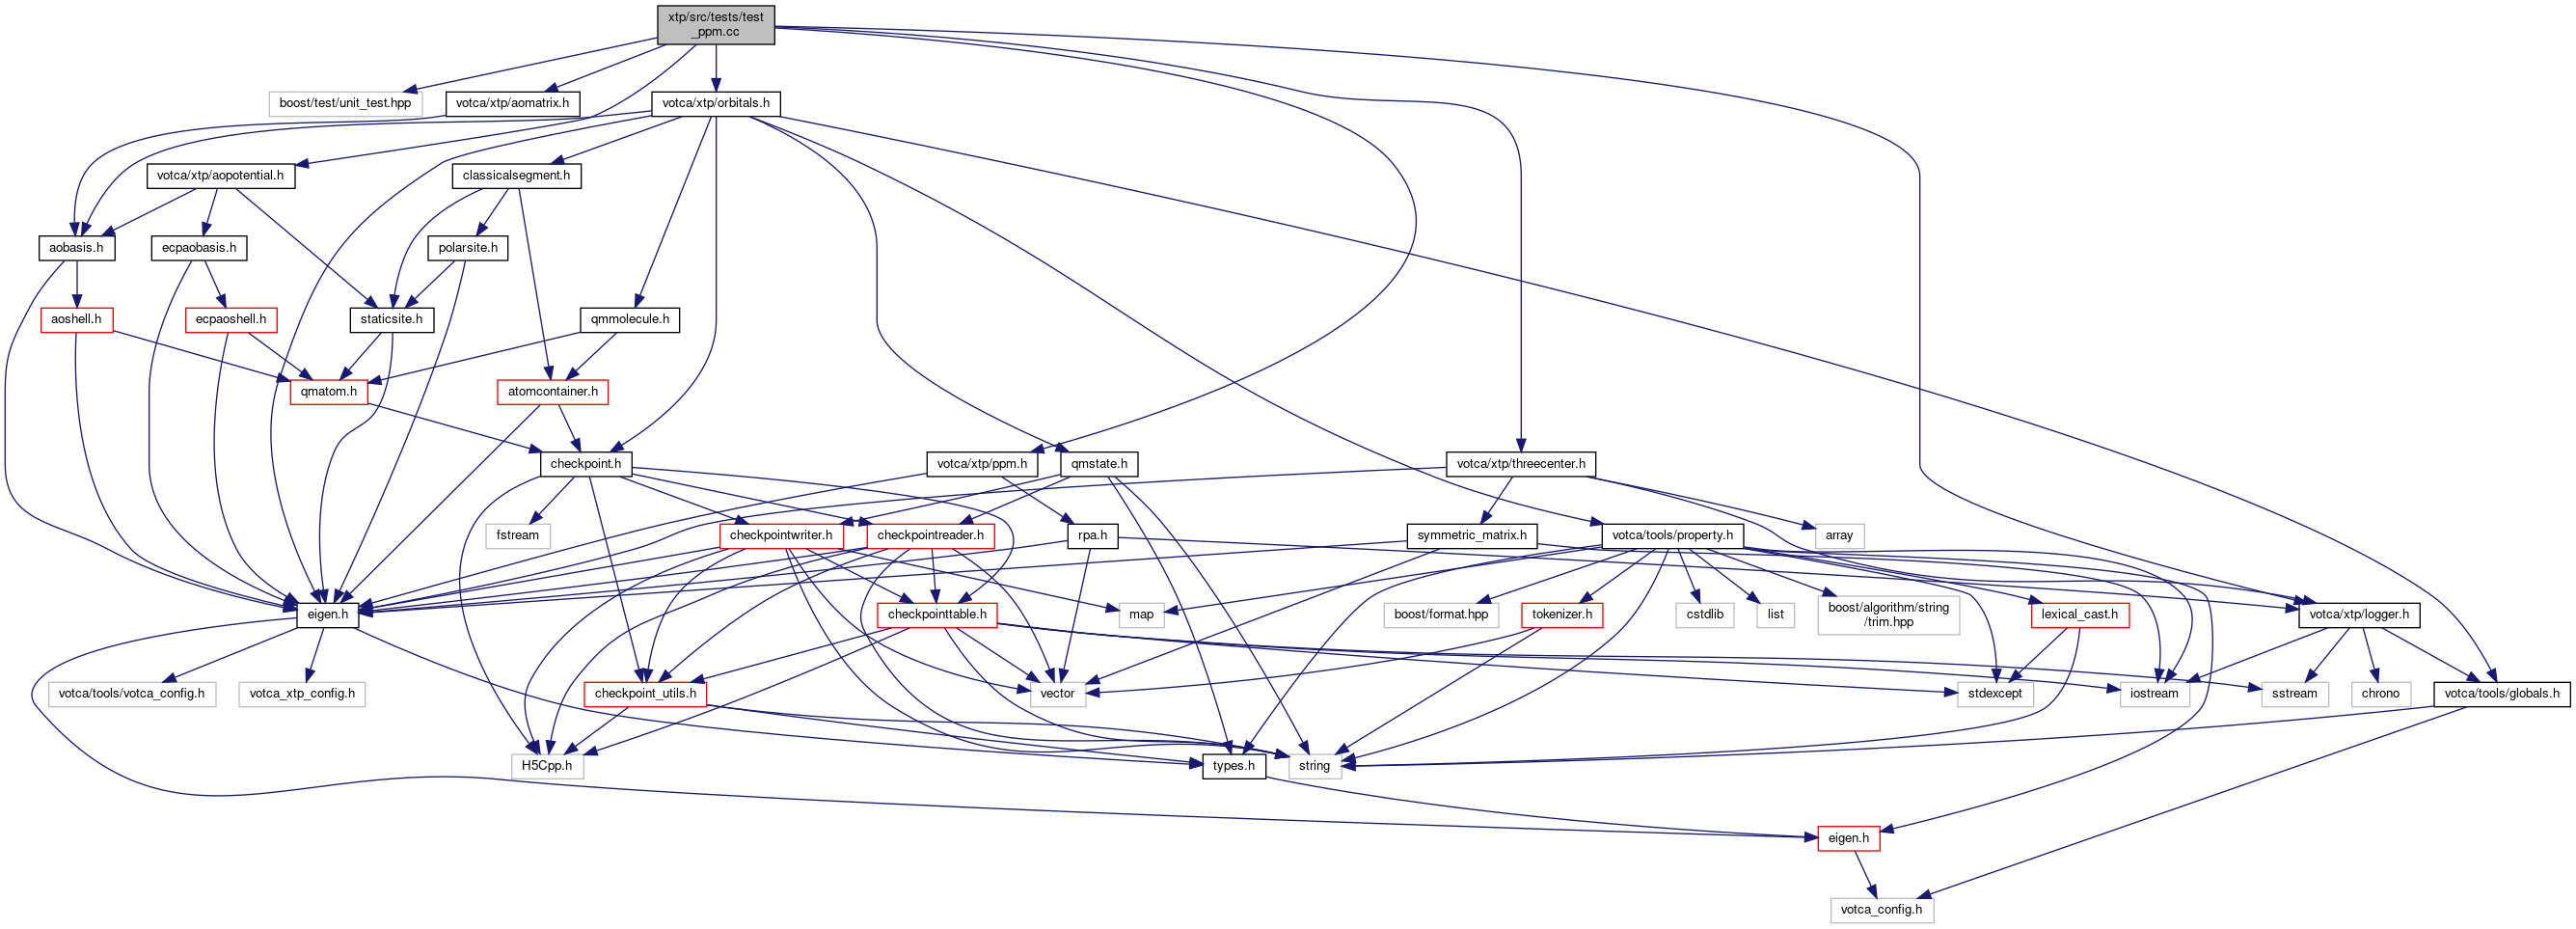 xtp/src/tests/test
_ppm.cc
boost/test/unit_test.hpp
votca/xtp/aomatrix.h
votca/xtp/orbitals.h
votca/xtp/aopotential.h
classicalsegment.h
aobasis.h
ecpaobasis.h
polarsite.h
aoshell.h
ecpaoshell.h
staticsite.h
qmmolecule.h
qmatom.h
atomcontainer.h
checkpoint.h
votca/xtp/ppm.h
qmstate.h
votca/xtp/threecenter.h
fstream
checkpointwriter.h
checkpointreader.h
rpa.h
symmetric_matrix.h
votca/tools/property.h
array
eigen.h
checkpointtable.h
map
boost/format.hpp
tokenizer.h
cstdlib
list
boost/algorithm/string
/trim.hpp
lexical_cast.h
votca/xtp/logger.h
votca/tools/votca_config.h
votca_xtp_config.h
checkpoint_utils.h
vector
stdexcept
iostream
sstream
chrono
votca/tools/globals.h
H5Cpp.h
types.h
string
eigen.h
votca_config.h